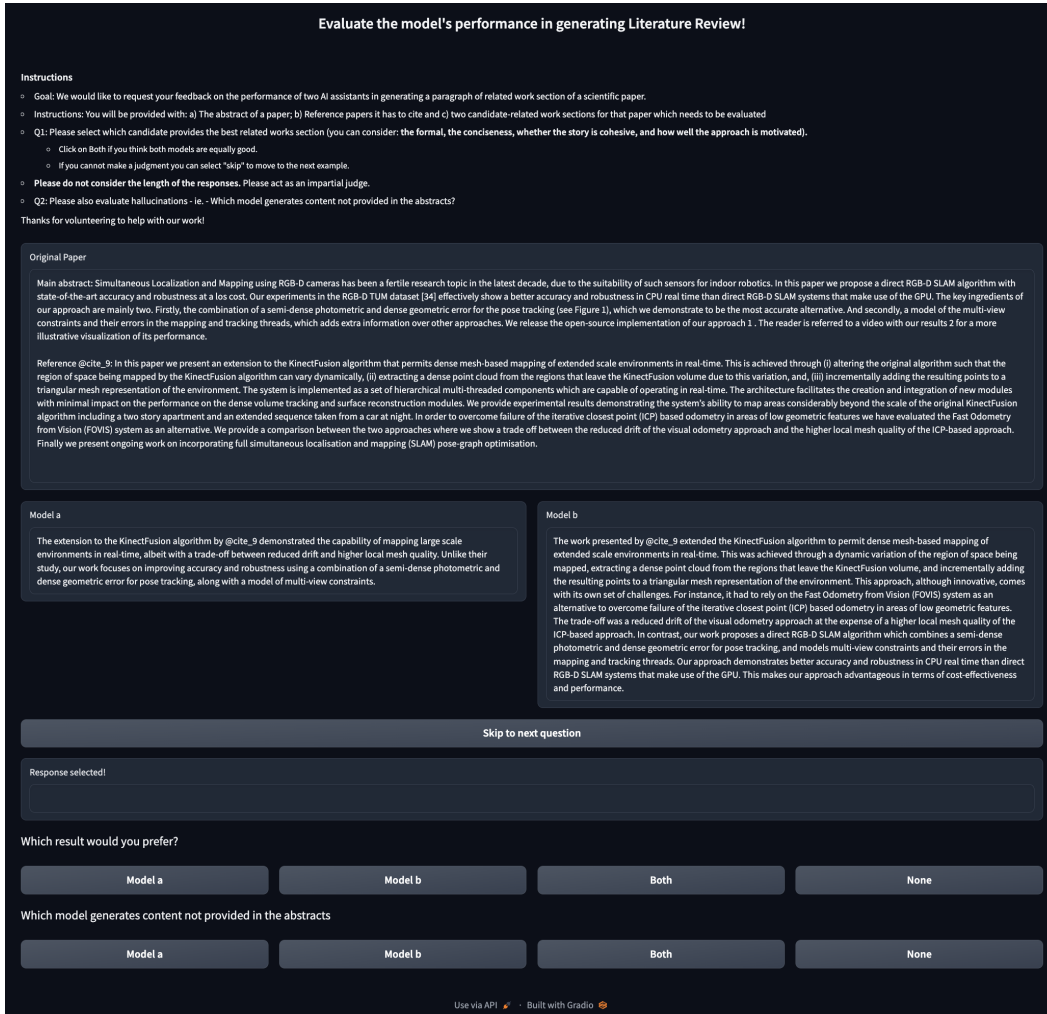 Evaluate the model's performance in generating Literature Review!
Instructions
Goal: We would like to request your feedback on the performance of two AI assistants in generating a paragraph of related work section of a scientific paper.
Instructions: You will be provided with: a) The abstract of a paper; b) Reference papers it has to cite and c) two candidate-related work sections for that paper which needs to be evaluated
Q1: Please select which candidate provides the best related works section (you can consider: the formal, the conciseness, whether the story is cohesive, and how well the approach is motivated).
Click on Both if you think both models are equally good.
If you cannot make a judgment you can select "skip" to move to the next example.
Please do not consider the length of the responses. Please act as an impartial judge.
Q2: Please also evaluate hallucinations - ie. - Which model generates content not provided in the abstracts?
Thanks for volunteering to help with our work!
Original Paper
Main abstract: Simultaneous Localization and Mapping using RGB-D cameras has been a fertile research topic in the latest decade, due to the suitability of such sensors for indoor robotics. In this paper we propose a direct RGB-D SLAM algorithm with
state-of-the-art accuracy and robustness at a los cost. Our experiments in the RGB-D TUM dataset [34] effectively show a better accuracy and robustness in CPU real time than direct RGB-D SLAM systems that make use of the GPU. The key ingredients of
our approach are mainly two. Firstly, the combination of a semi-dense photometric and dense geometric error for the pose tracking (see Figure 1), which we demonstrate to be the most accurate alternative. And secondly, a model of the multi-view
constraints and their errors in the mapping and tracking threads, which adds extra information over other approaches. We release the open-source implementation of our approach 1 . The reader is referred to a video with our results 2 for a more
illustrative visualization of its performance.
Reference @cite_9: In this paper we present an extension to the KinectFusion algorithm that permits dense mesh-based mapping of extended scale environments in real-time. This is achieved through (i) altering the original algorithm such that the
region of space being mapped by the KinectFusion algorithm can vary dynamically, (ii) extracting a dense point cloud from the regions that leave the KinectFusion volume due to this variation, and, (iii) incrementally adding the resulting points to a
triangular mesh representation of the environment. The system is implemented as a set of hierarchical multi-threaded components which are capable of operating in real-time. The architecture facilitates the creation and integration of new modules
with minimal impact on the performance on the dense volume tracking and surface reconstruction modules. We provide experimental results demonstrating the system's ability to map areas considerably beyond the scale of the original KinectFusion
algorithm including a two story apartment and an extended sequence taken from a car at night. In order to overcome failure of the iterative closest point (ICP) based odometry in areas of low geometric features we have evaluated the Fast Odometry
from Vision (FOVIS) system as an alternative. We provide a comparison between the two approaches where we show a trade off between the reduced drift of the visual odometry approach and the higher local mesh quality of the ICP-based approach.
Finally we present ongoing work on incorporating full simultaneous localisation and mapping (SLAM) pose-graph optimisation.
Model a
The extension to the KinectFusion algorithm by @cite_9 demonstrated the capability of mapping large scale
environments in real-time, albeit with a trade-off between reduced drift and higher local mesh quality. Unlike their
study, our work focuses on improving accuracy and robustness using a combination of a semi-dense photometric and
dense geometric error for pose tracking, along with a model of multi-view constraints.
Model b
The work presented by @cite_9 extended the KinectFusion algorithm to permit dense mesh-based mapping of
extended scale environments in real-time. This was achieved through a dynamic variation of the region of space being
mapped, extracting a dense point cloud from the regions that leave the KinectFusion volume, and incrementally adding
the resulting points to a triangular mesh representation of the environment. This approach, although innovative, comes
with its own set of challenges. For instance, it had to rely on the Fast Odometry from Vision (FOVIS) system as an
alternative to overcome failure of the iterative closest point (ICP) based odometry in areas of low geometric features.
The trade-off was a reduced drift of the visual odometry approach at the expense of a higher local mesh quality of the
ICP-based approach. In contrast, our work proposes a direct RGB-D SLAM algorithm which combines a semi-dense
photometric and dense geometric error for pose tracking, and models multi-view constraints and their errors in the
mapping and tracking threads. Our approach demonstrates better accuracy and robustness in CPU real time than direct
RGB-D SLAM systems that make use of the GPU. This makes our approach advantageous in terms of cost-effectiveness
and performance.
Skip to next question
Response selected!
Which result would you prefer?
Model a
Model b
Both
None
Which model generates content not provided in the abstracts
Model a
Model b
Both
None
Use via API · Built with Gradio